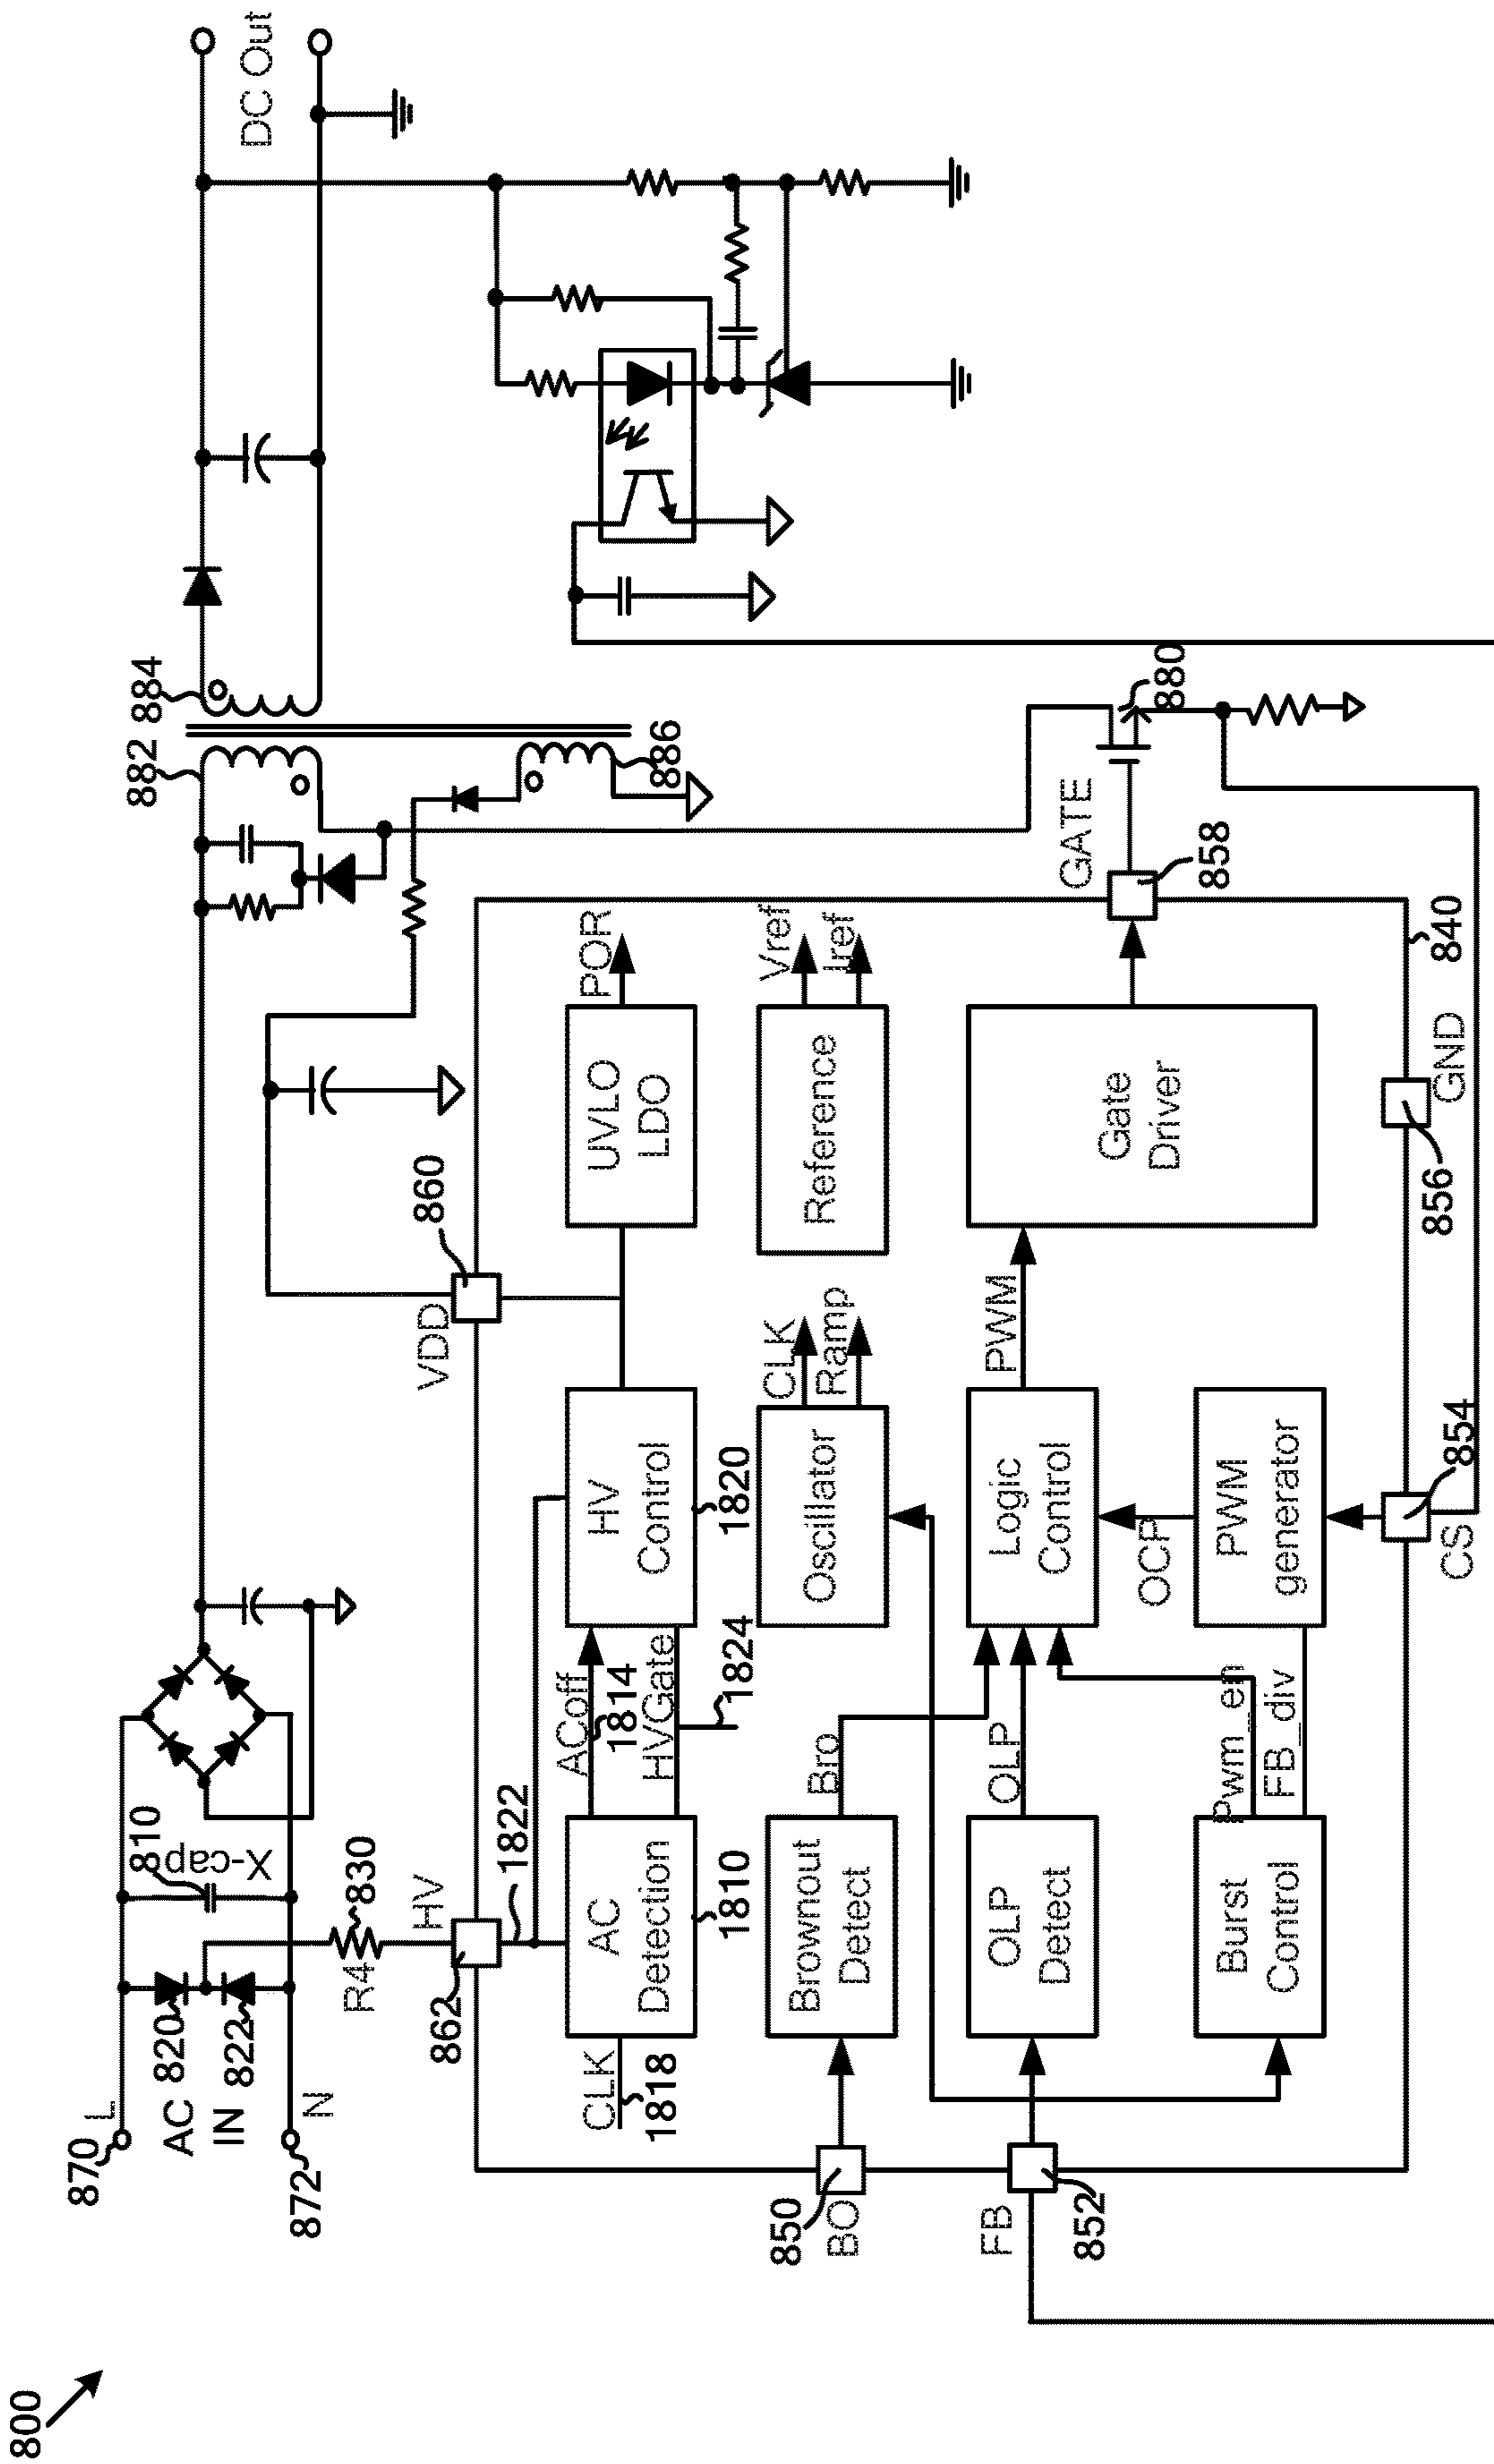 800
870
L
AC
IN
872
N
820
822
810
X-cap
R4
830
882
884
886
DC Out
HV
862
1822
VDD
860
CLK
1818
AC
Detection
1810
ACoff
1814
HVGate
1824
HV
Control
1820
UVLO
LDO
POR
Oscillator
CLK
Ramp
Reference
Vref
Iref
850
BO
Brownout
Detect
Bro
FB
852
OLP
Detect
OLP
Burst
Control
Pwm_en
FB_div
Logic
Control
OCP
PWM
generator
PWM
Gate
Driver
GATE
858
880
840
GND
856
CS
854